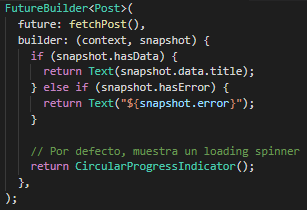 FutureBuilder<Post>(
  future: fetchPost(),
  builder: (context, snapshot) {
    if (snapshot.hasData) {
      return Text(snapshot.data.title);
    } else if (snapshot.hasError) {
      return Text("${snapshot.error}");
    }

    // Por defecto, muestra un loading spinner
    return CircularProgressIndicator();
  },
);